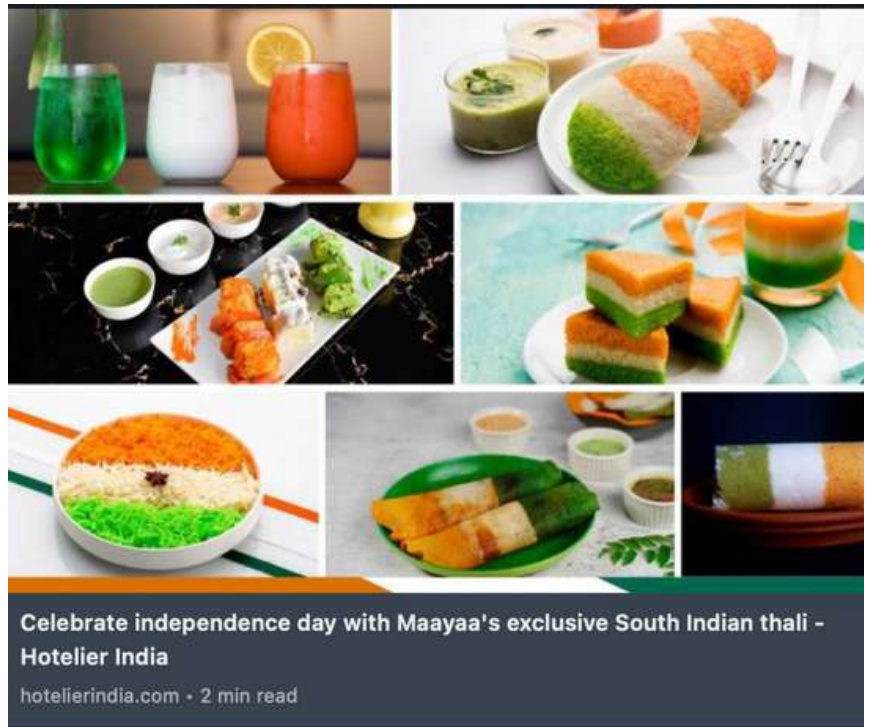 Celebrate independence day with Maayaa's exclusive South Indian thali -
Hotelier India
hotelierindia.com • 2 min read